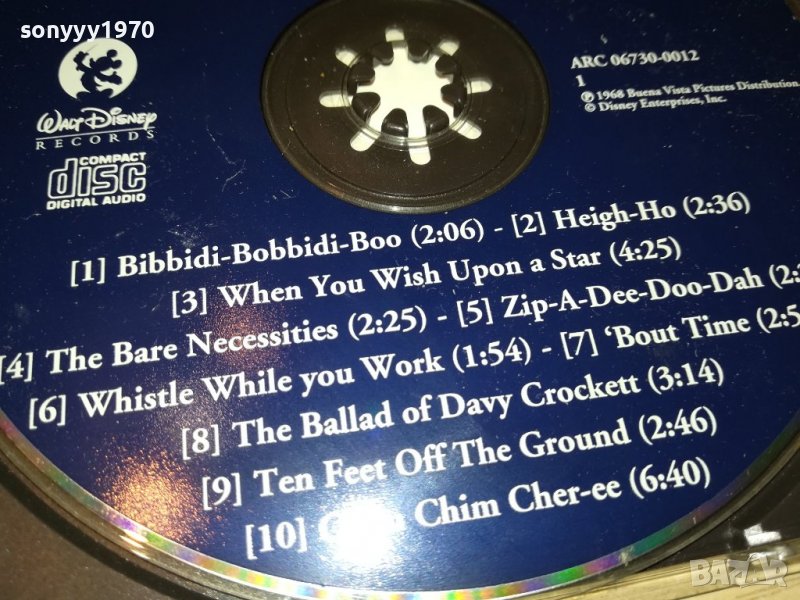 sonyyy1970
WALT DISNEY
RECORDS
COMPACT
disc
DIGITAL AUDIO
ARC 06730-0012
1
℗ 1968 Buena Vista Pictures Distribution.
© Disney Enterprises, Inc.
[1] Bibbidi-Bobbidi-Boo (2:06) - [2] Heigh-Ho (2:36)
[3] When You Wish Upon a Star (4:25)
[4] The Bare Necessities (2:25) - [5] Zip-A-Dee-Doo-Dah
[6] Whistle While you Work (1:54) - [7] ‘Bout Time
[8] The Ballad of Davy Crockett (3:14)
[9] Ten Feet Off The Ground (2:46)
[10] Chim Cher-ee (6:40)
BAZAR